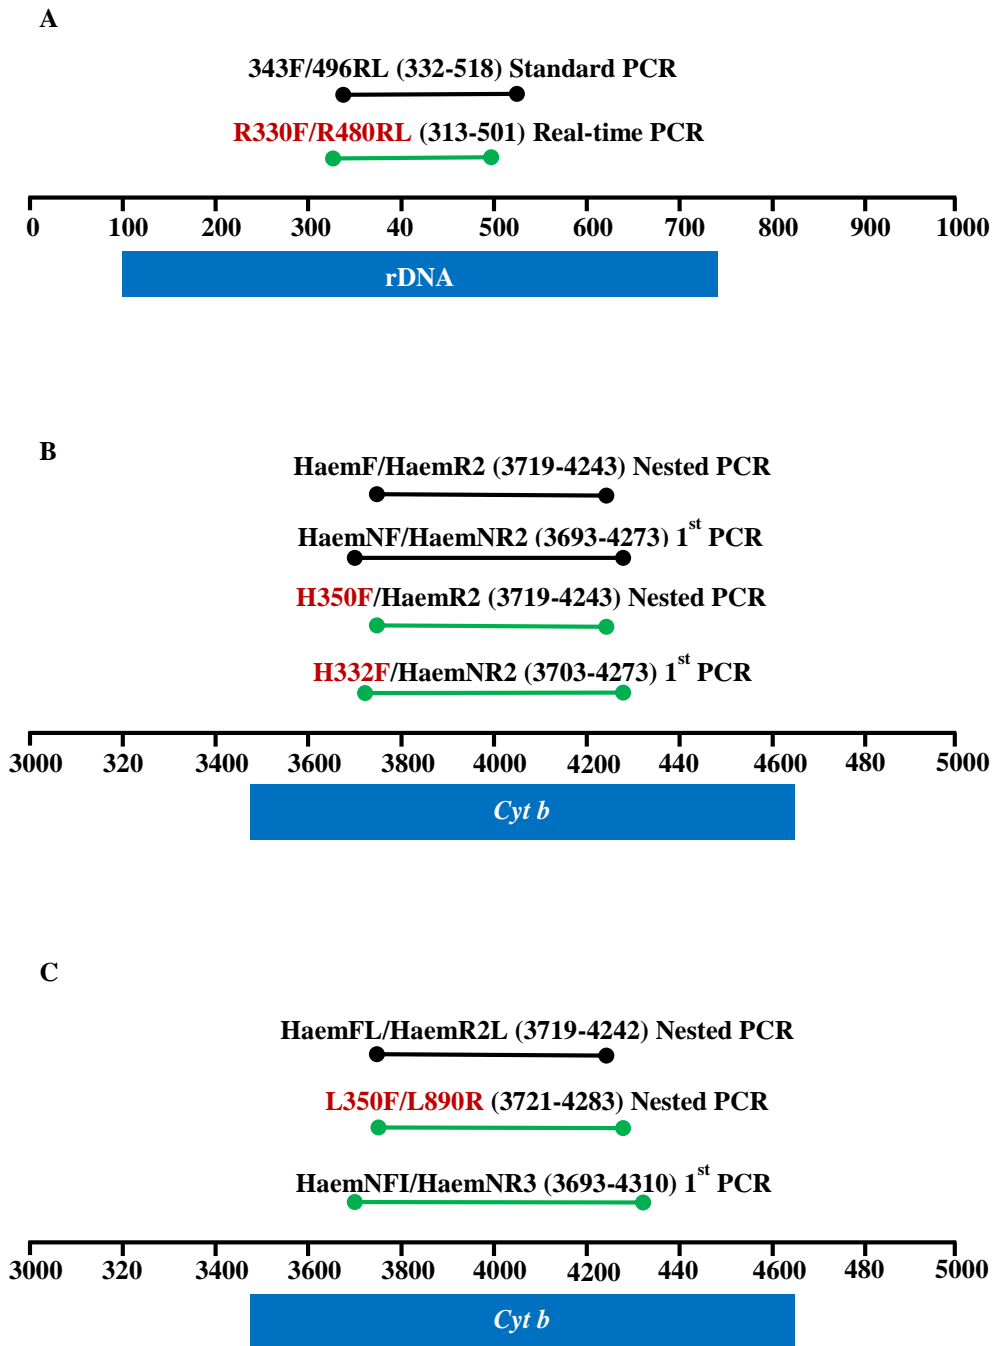 A
343F/496RL (332-518) Standard PCR
R330F/R480RL (313-501) Real-time PCR
0 100 200 300 40 500 600 700 800 900 1000
rDNA
B
HaemF/HaemR2 (3719-4243) Nested PCR
HaemNF/HaemNR2 (3693-4273) 1st PCR
H350F/HaemR2 (3719-4243) Nested PCR
H332F/HaemNR2 (3703-4273) 1st PCR
3000 320 3400 3600 3800 4000 4200 440 4600 480 5000
Cyt b
C
HaemFL/HaemR2L (3719-4242) Nested PCR
L350F/L890R (3721-4283) Nested PCR
HaemNFI/HaemNR3 (3693-4310) 1st PCR
3000 320 3400 3600 3800 4000 4200 440 4600 480 5000
Cyt b